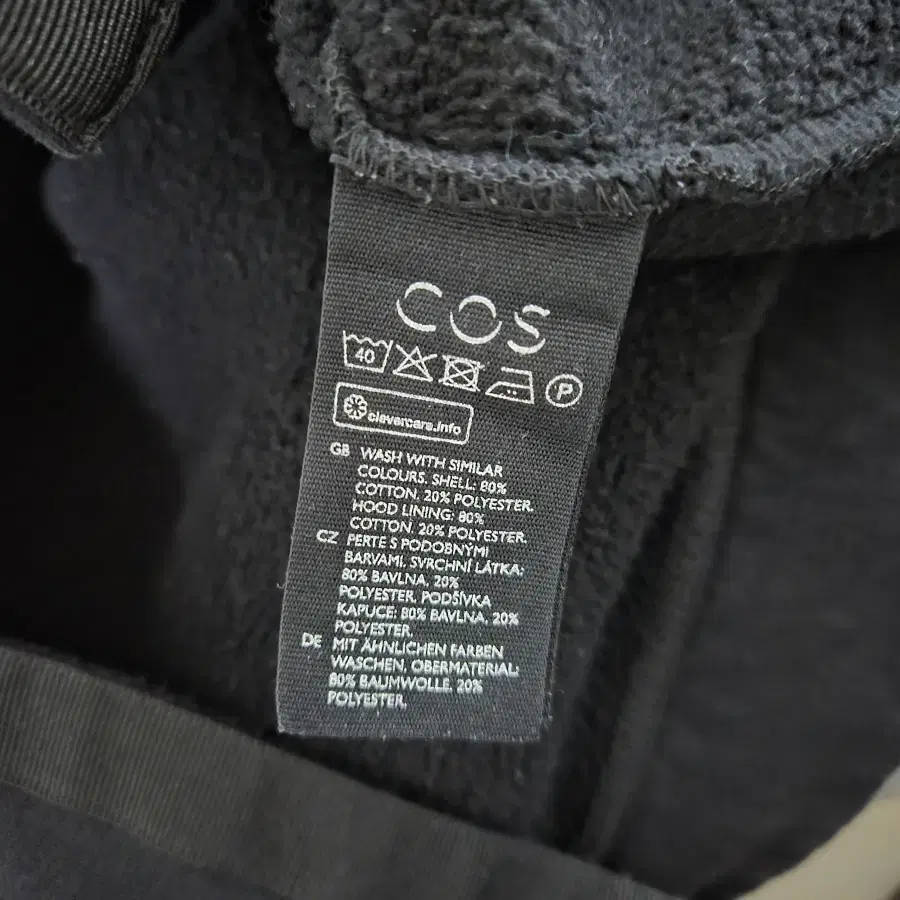 COS
40
P
clevercare.info
GB WASH WITH SIMILAR
COLOURS. SHELL: 80%
COTTON. 20% POLYESTER.
HOOD LINING: 80%
COTTON. 20% POLYESTER.
CZ PERTE S PODOBNÝMI
BARVAMI. SVRCHNÍ LÁTKA:
80% BAVLNA, 20%
POLYESTER. PODŠÍVKA
KAPUCE: 80% BAVLNA. 20%
POLYESTER.
DE MIT ÄHNLICHEN FARBEN
WASCHEN. OBERMATERIAL:
80% BAUMWOLLE. 20%
POLYESTER.